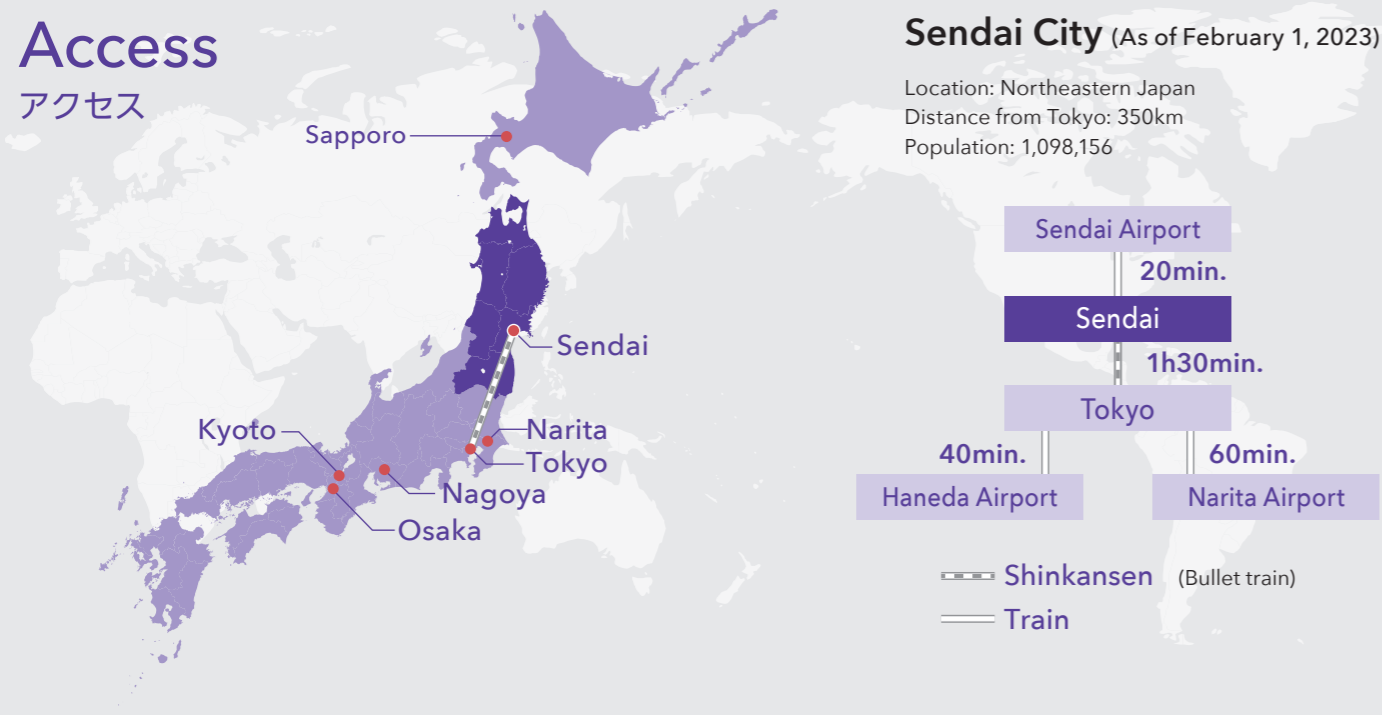 Access
アクセス
Sapporo
Sendai
Kyoto
Narita
Tokyo
Nagoya
Osaka
Sendai City (As of February 1, 2023)
Location: Northeastern Japan
Distance from Tokyo: 350km
Population: 1,098,156
Sendai Airport
20min.
Sendai
1h30min.
Tokyo
40min.
60min.
Haneda Airport
Narita Airport
Shinkansen (Bullet train)
Train